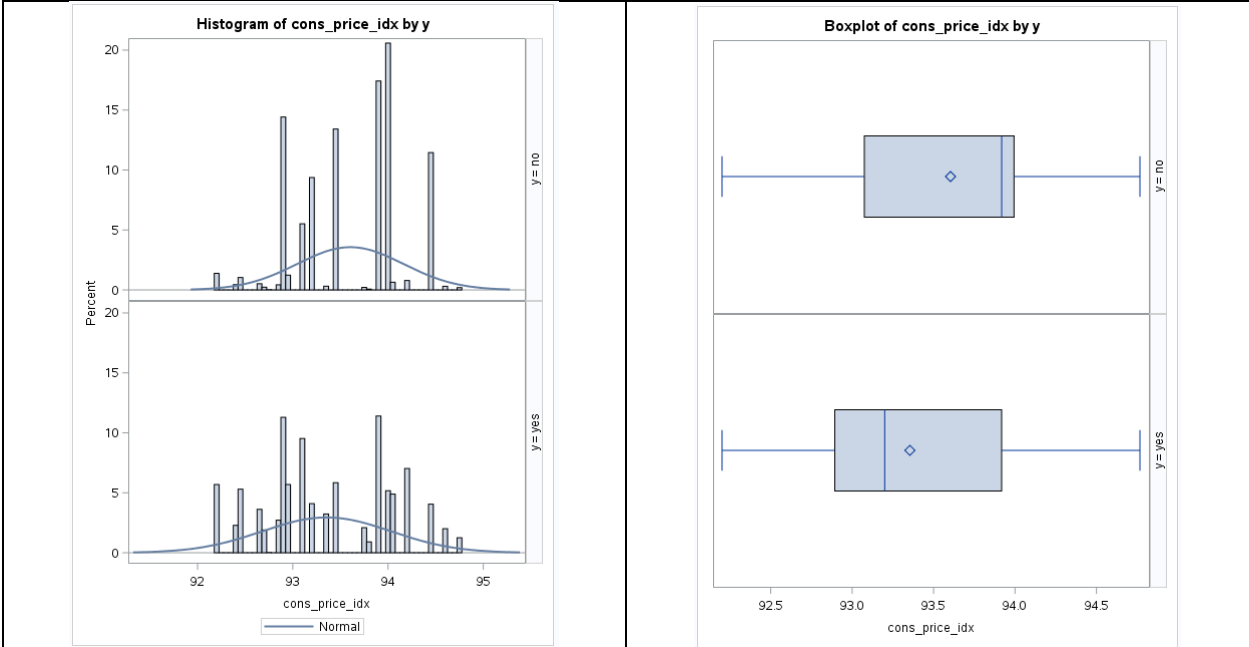 Histogram of cons_price_idx by y
20
15
10
5
0
y = no
Percent
20
15
10
5
0
y = yes
92 93 94 95
cons_price_idx
Normal
Boxplot of cons_price_idx by y
y = no
y = yes
92.5 93.0 93.5 94.0 94.5
cons_price_idx